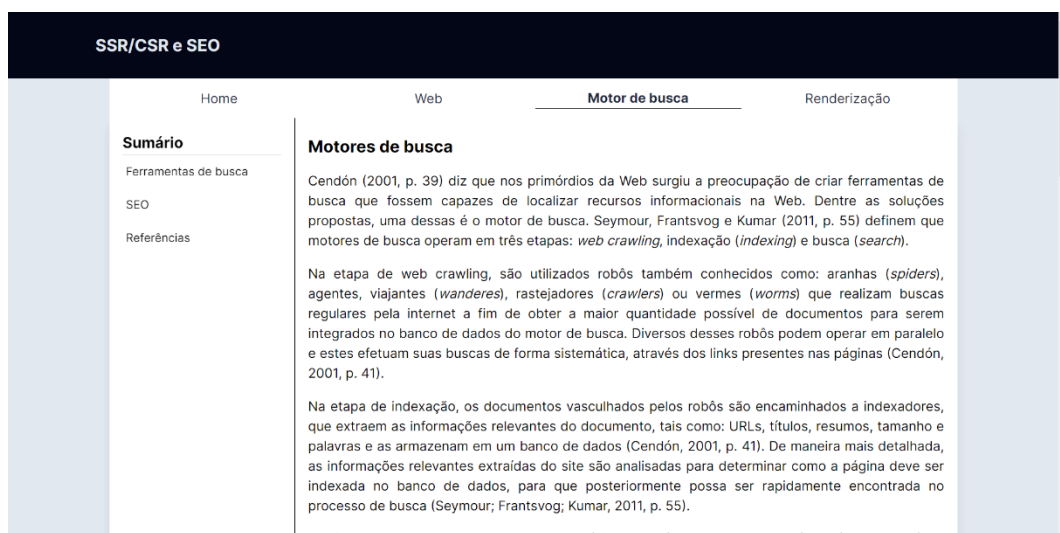 SSR/CSR e SEO
Home
Web
Motor de busca
Renderização
Sumário
Ferramentas de busca
SEO
Referências
Motores de busca
Cendón (2001, p. 39) diz que nos primórdios da Web surgiu a preocupação de criar ferramentas de
busca que fossem capazes de localizar recursos informacionais na Web. Dentre as soluções
propostas, uma dessas é o motor de busca. Seymour, Frantsvog e Kumar (2011, p. 55) definem que
motores de busca operam em três etapas: web crawling, indexação (indexing) e busca (search).
Na etapa de web crawling, são utilizados robôs também conhecidos como: aranhas (spiders),
agentes, viajantes (wanderes), rastejadores (crawlers) ou vermes (worms) que realizam buscas
regulares pela internet a fim de obter a maior quantidade possível de documentos para serem
integrados no banco de dados do motor de busca. Diversos desses robôs podem operar em paralelo
e estes efetuam suas buscas de forma sistemática, através dos links presentes nas páginas (Cendón,
2001, p. 41).
Na etapa de indexação, os documentos vasculhados pelos robôs são encaminhados a indexadores,
que extraem as informações relevantes do documento, tais como: URLs, títulos, resumos, tamanho e
palavras e as armazenam em um banco de dados (Cendón, 2001, p. 41). De maneira mais detalhada,
as informações relevantes extraídas do site são analisadas para determinar como a página deve ser
indexada no banco de dados, para que posteriormente possa ser rapidamente encontrada no
processo de busca (Seymour; Frantsvog; Kumar, 2011, p. 55).